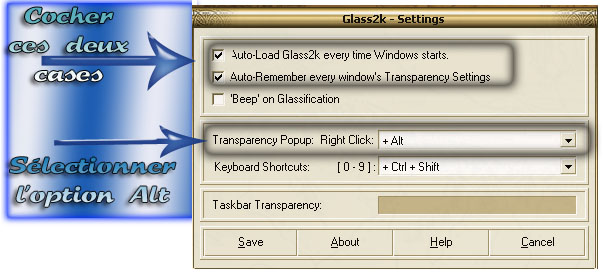 Cocher
ces deux
cases
Sélectionner
l'option Alt
Glass2k - Settings
Auto-Load Glass2k every time Windows starts.
Auto-Remember every window's Transparency Settings
'Beep' on Glassification
Transparency Popup: Right Click: + Alt
Keyboard Shortcuts: [ 0 - 9 ] : + Ctrl + Shift
Taskbar Transparency:
Save About Help Cancel